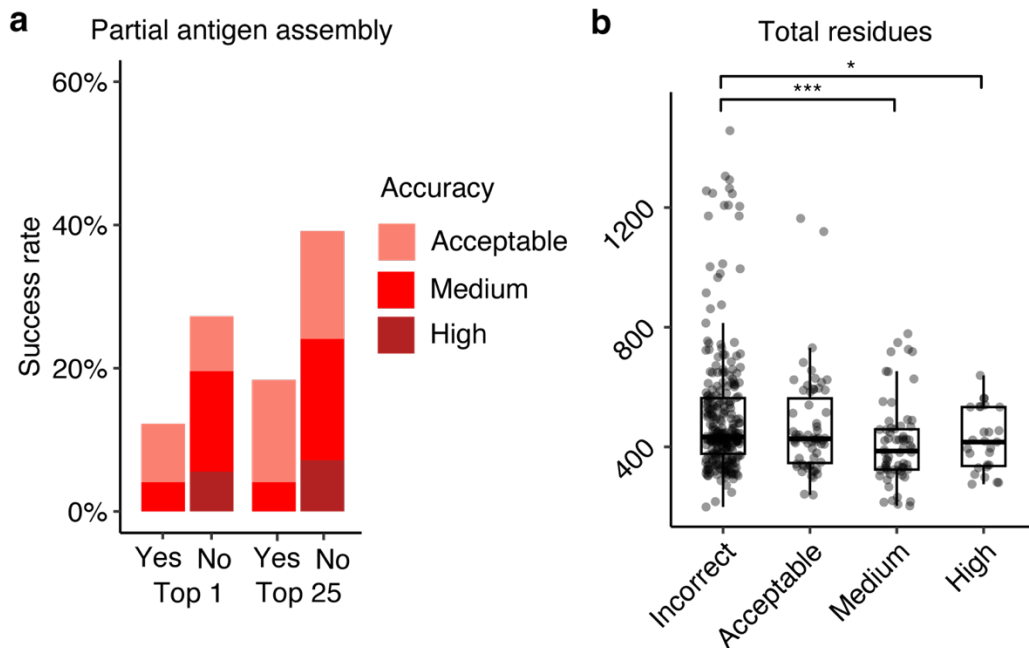 a
Partial antigen assembly
60%
40%
20%
0%
Success rate
Yes No Yes No
Top 1 Top 25
Accuracy
Acceptable
Medium
High
b
Total residues
*
***
1200
800
400
Incorrect
Acceptable
Medium
High